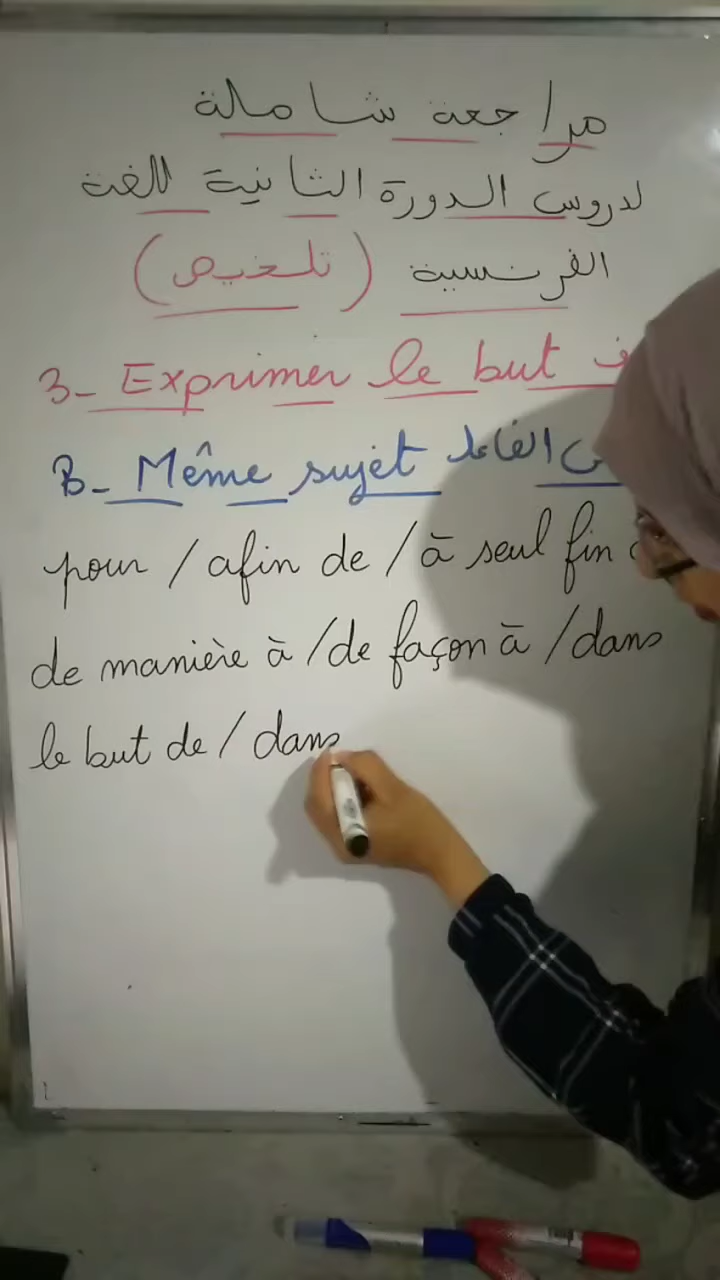 مراجعة شاملة
لدروس الدورة الثانية للغة
الفرنسية (تلخيص)
3- Exprimer le but
B- Même sujet الفاعل
pour / afin de / à seul fin
de manière à / de façon à / dans
le but de / dans